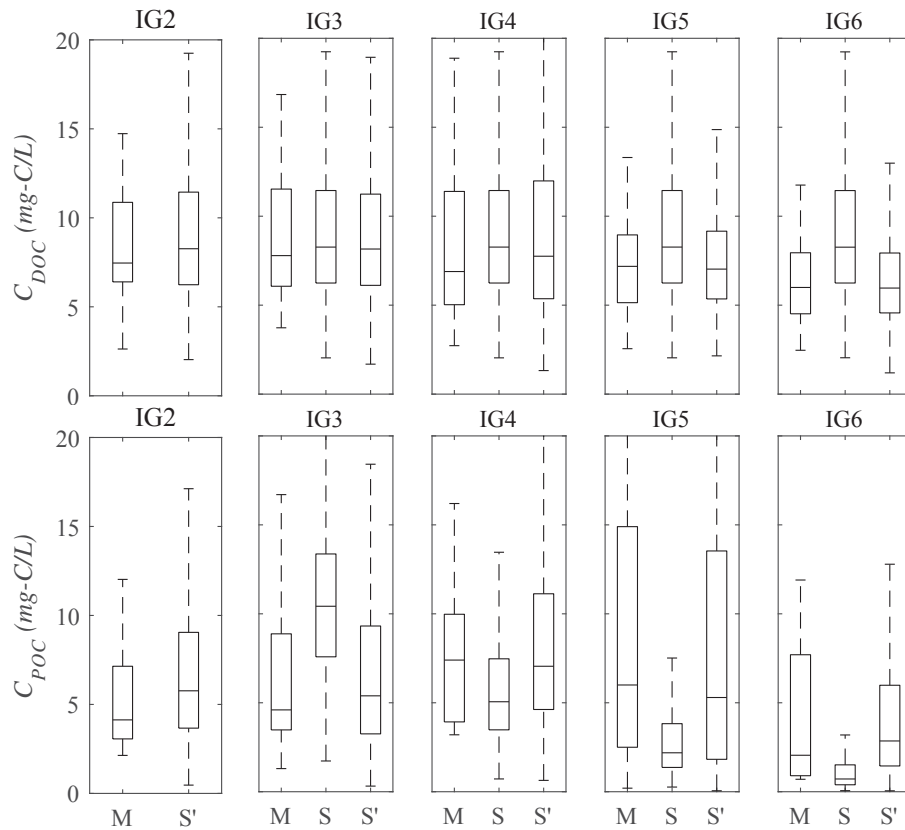 IG2 IG3 IG4 IG5 IG6
20
15
10
5
0
C_DOC (mg-C/L)
IG2 IG3 IG4 IG5 IG6
20
15
10
5
0
C_POC (mg-C/L)
M S' M S S' M S S' M S S' M S S'